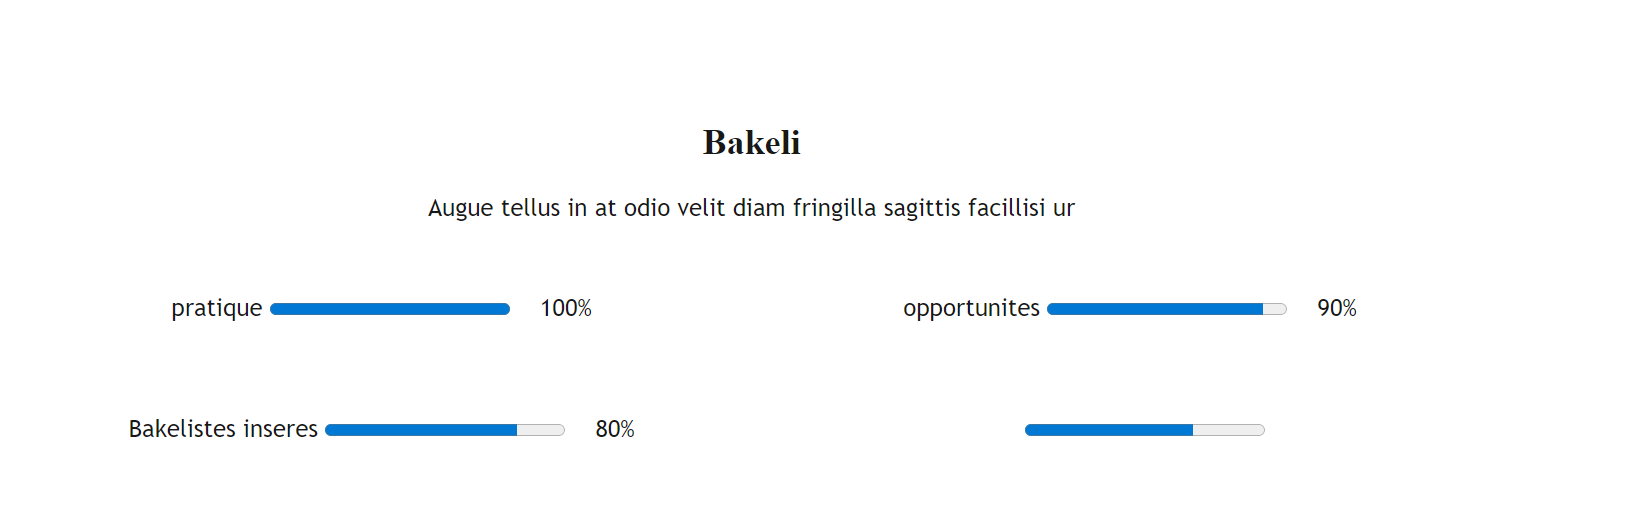 Bakeli
Augue tellus in at odio velit diam fringilla sagittis facillisi ur
pratique 100%
opportunites 90%
Bakelistes inseres 80%